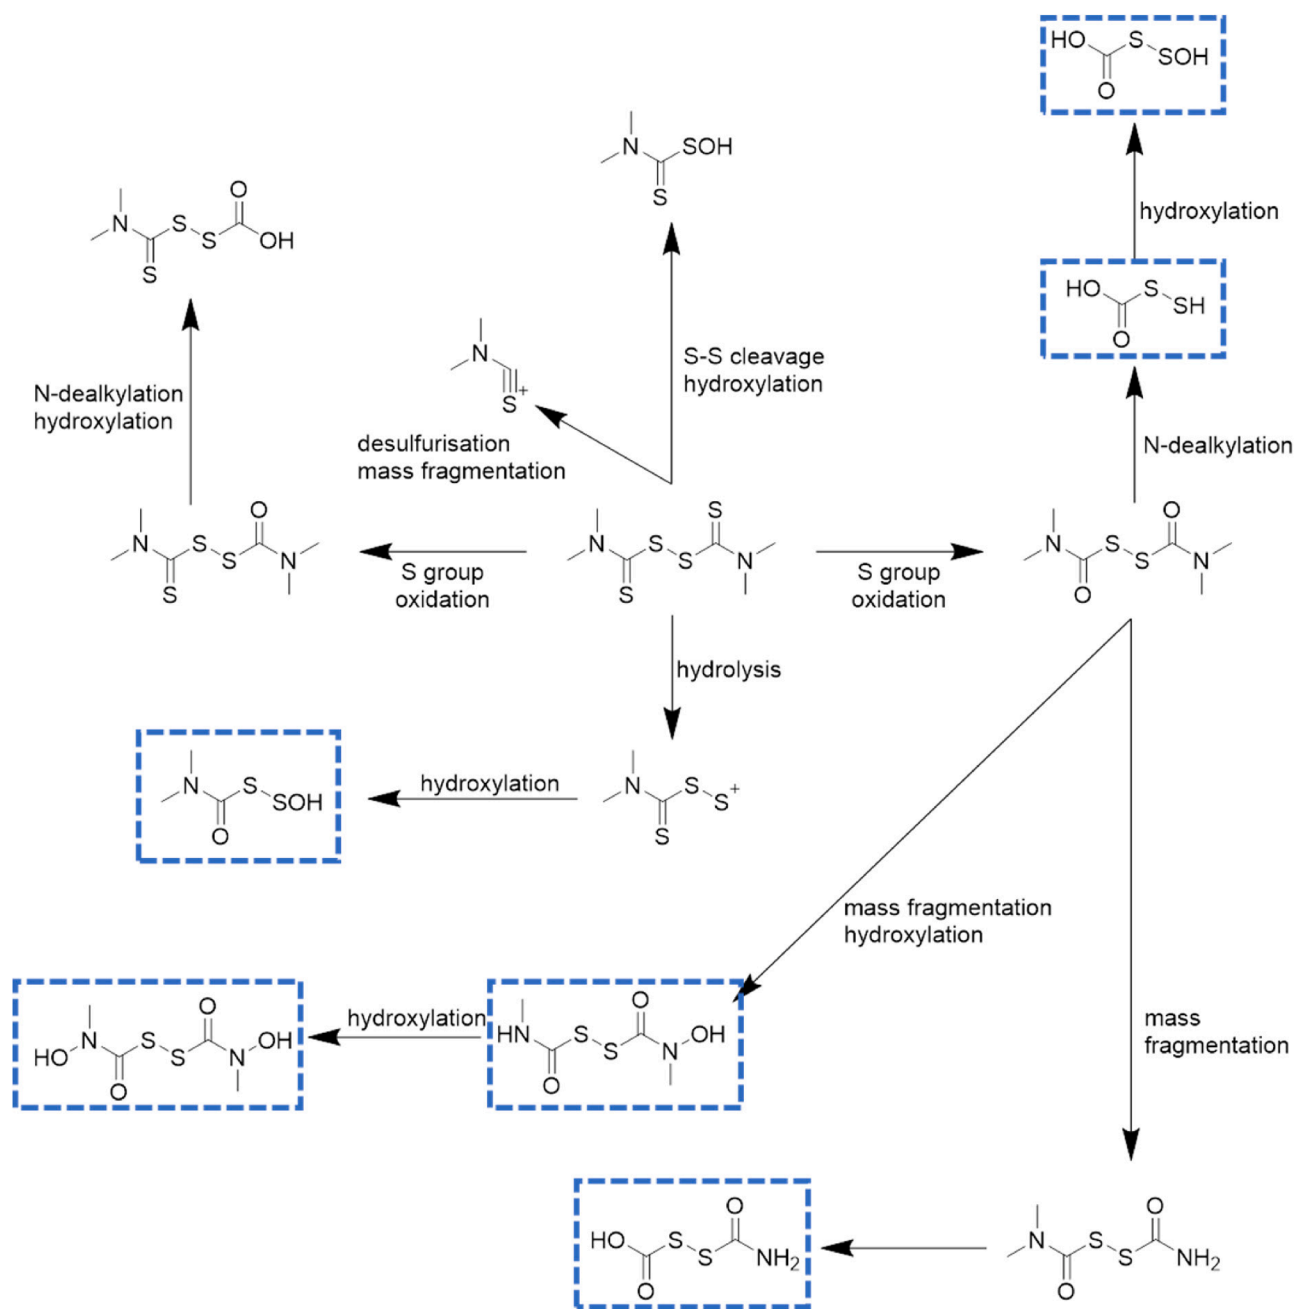 HO S
SOH
O
hydroxylation
HO S
SH
O
N-dealkylation
N SOH
S
S-S cleavage
hydroxylation
O
N S
S OH
S
N-dealkylation
hydroxylation
N
S+
desulfurisation
mass fragmentation
O
N S
S N
S
S group
oxidation
S
N S
S N
S
S group
oxidation
O
N S
S N
O
hydrolysis
N S
S+
S
hydroxylation
N S
SOH
O
mass fragmentation
hydroxylation
O
HN S OH
S N
O
hydroxylation
O
N S OH
HO S N
O
mass
fragmentation
O
N S
S NH2
O
O
HO S
S NH2
O